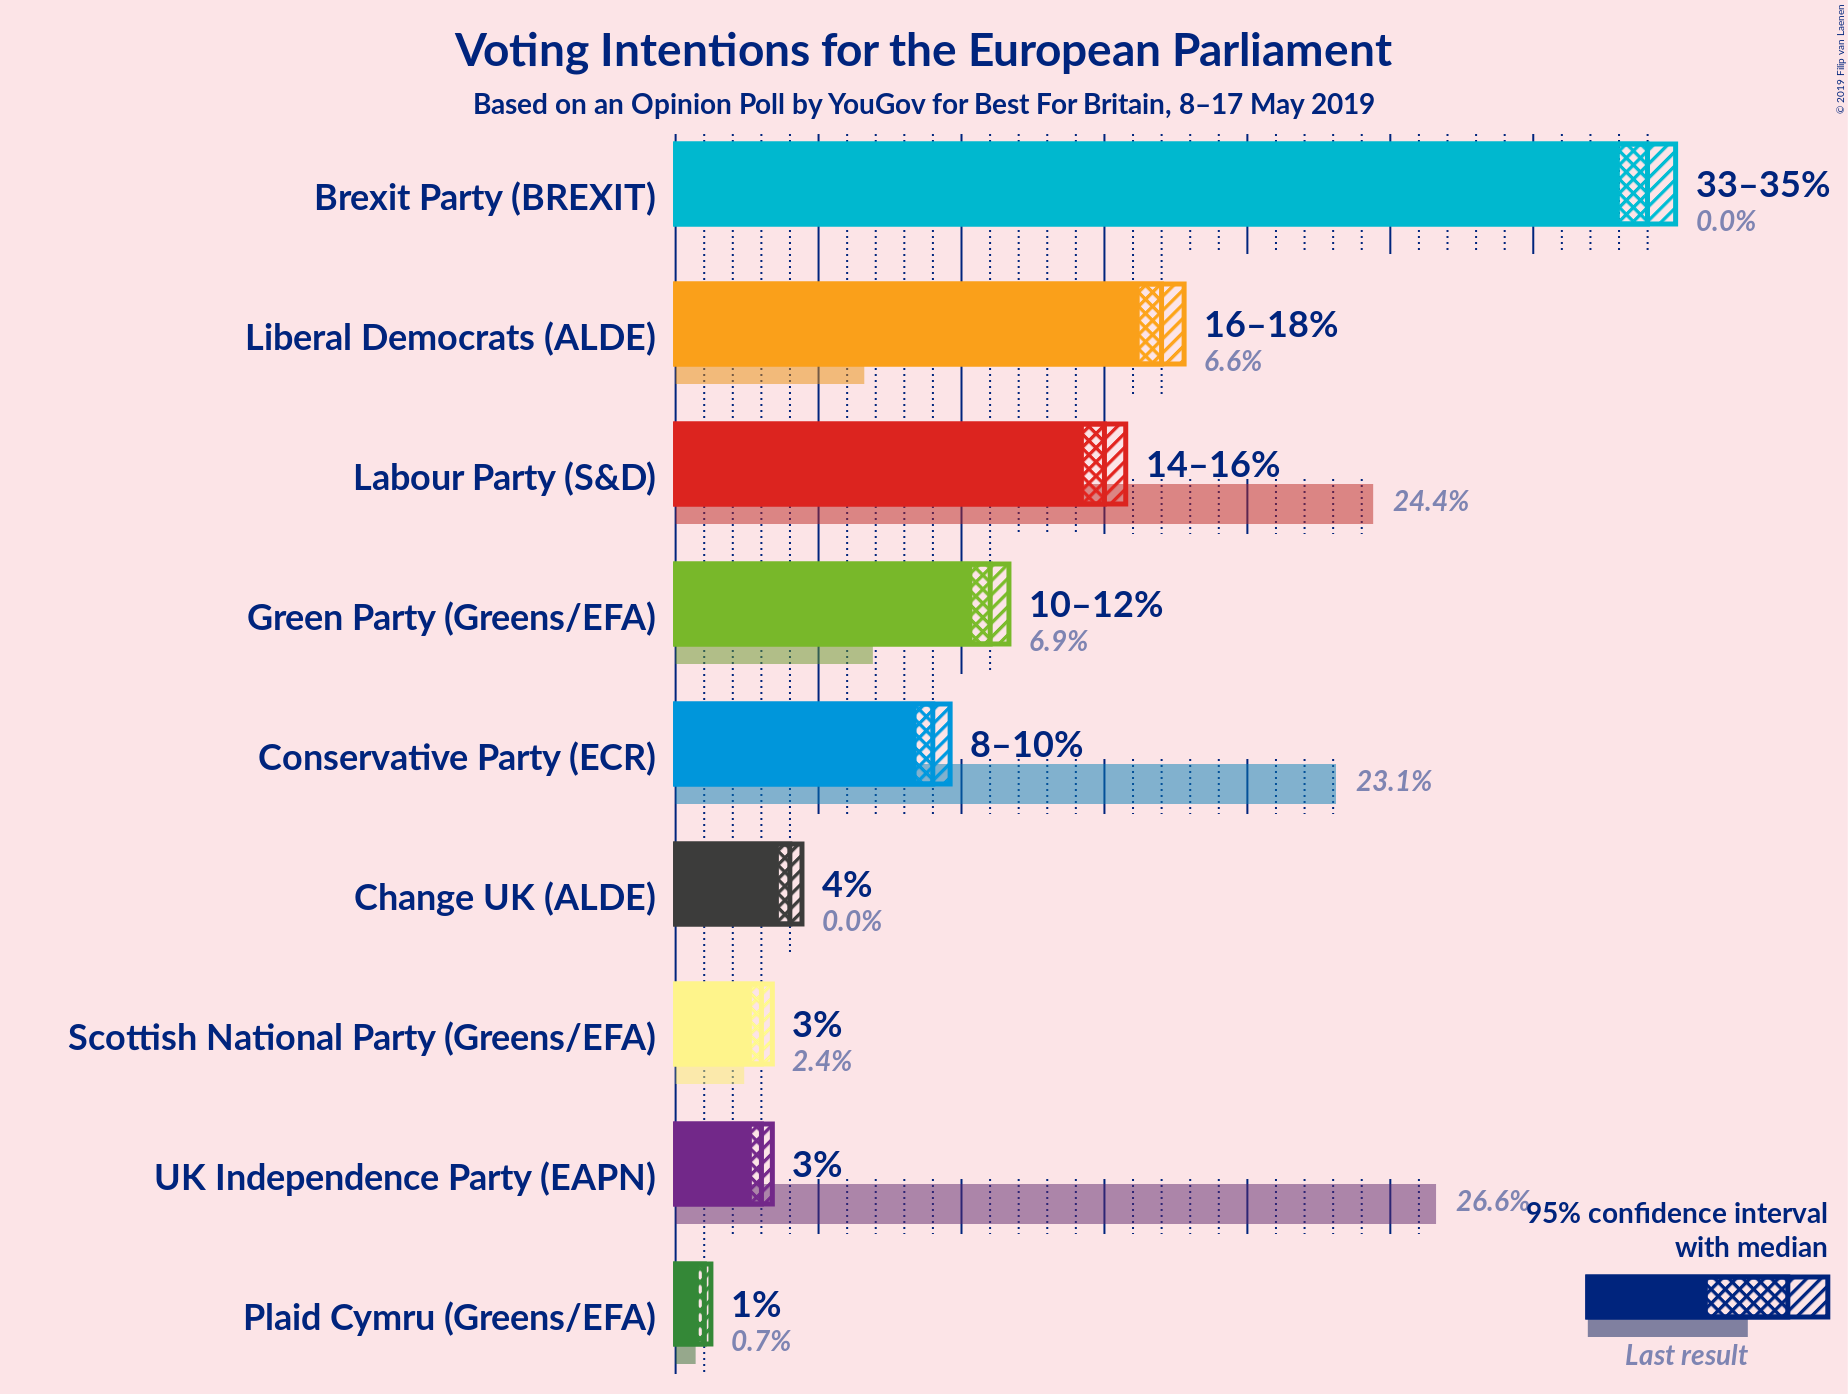 Voting Intentions for the European Parliament
Based on an Opinion Poll by YouGov for Best For Britain, 8–17 May 2019
© 2019 Filip van Laenen
Brexit Party (BREXIT)
33–35%
0.0%
Liberal Democrats (ALDE)
16–18%
6.6%
Labour Party (S&D)
14–16%
24.4%
Green Party (Greens/EFA)
10–12%
6.9%
Conservative Party (ECR)
8–10%
23.1%
Change UK (ALDE)
4%
0.0%
Scottish National Party (Greens/EFA)
3%
2.4%
UK Independence Party (EAPN)
3%
26.6%
Plaid Cymru (Greens/EFA)
1%
0.7%
95% confidence interval
with median
Last result